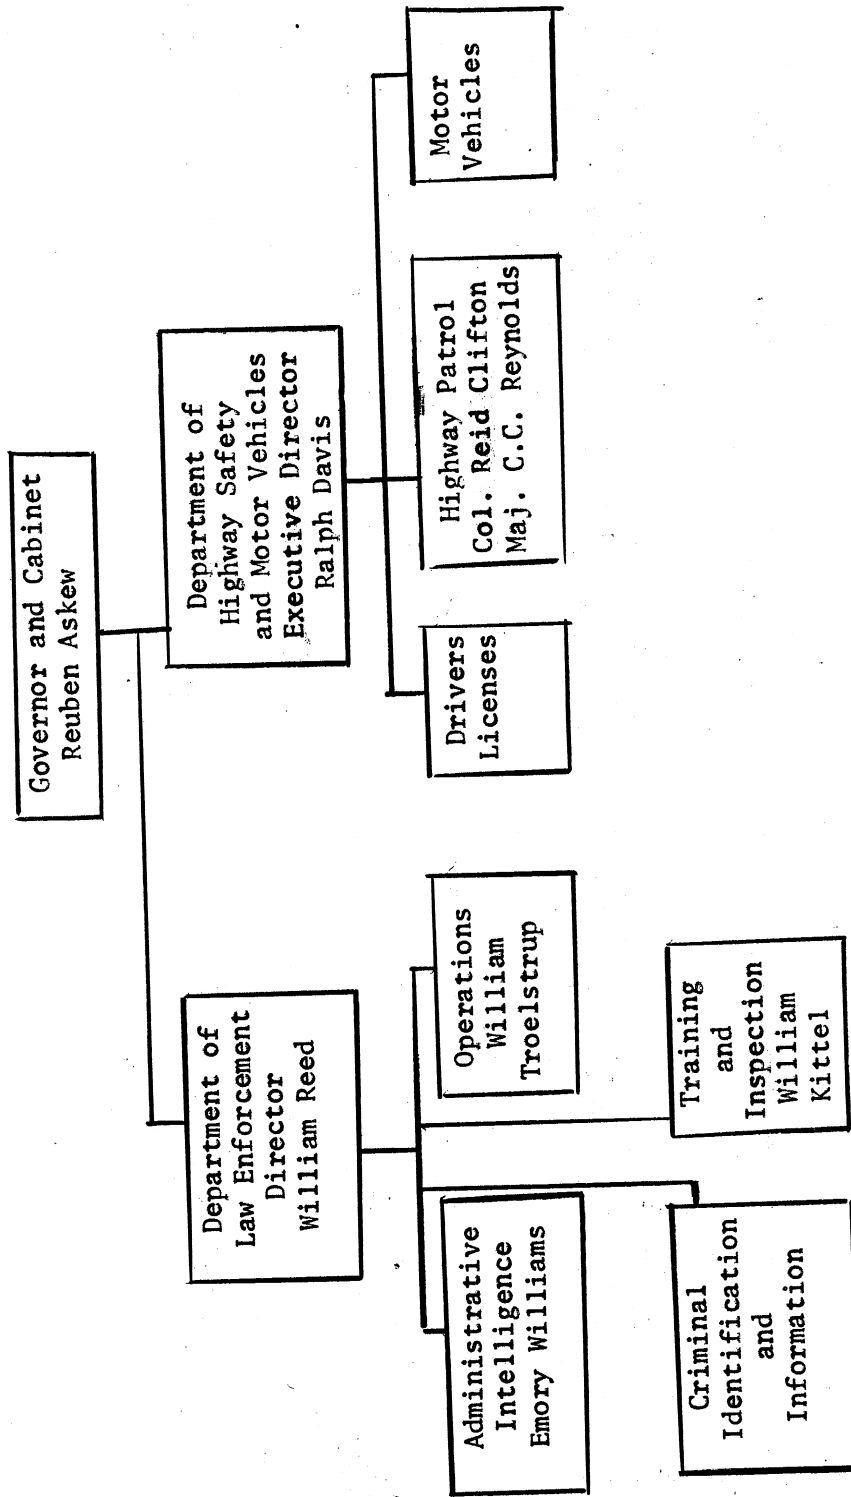 Governor and Cabinet
Reuben Askew
Department of
Law Enforcement
Director
William Reed
Department of
Highway Safety
and Motor Vehicles
Executive Director
Ralph Davis
Administrative
Intelligence
Emory Williams
Operations
William
Troelstrup
Drivers
Licenses
Highway Patrol
Col. Reid Clifton
Maj. C.C. Reynolds
Motor
Vehicles
Criminal
Identification
and
Information
Training
and
Inspection
William
Kittel